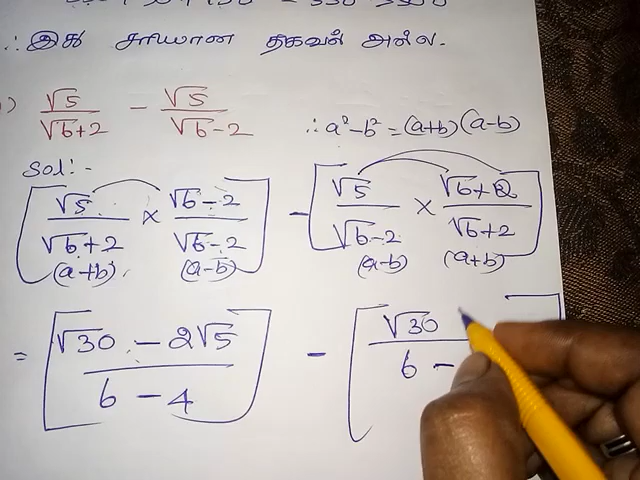 ∴ இது சரியான தகவல் அல்ல.
√5/(√6+2) − √5/(√6−2)
∴ a²−b² = (a+b)(a−b)
Sol:-
[√5/(√6+2) × (√6−2)/(√6−2)] − [√5/(√6−2) × (√6+2)/(√6+2)]
(a+b) (a−b) (a−b) (a+b)
= [(√30 − 2√5)/(6 − 4)] − [√30/(6 −